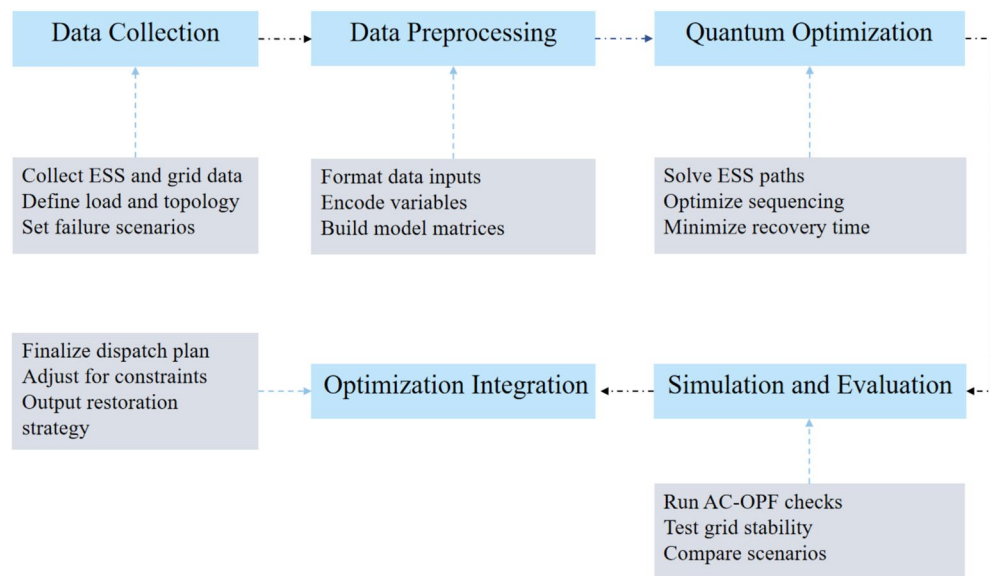 Data Collection
Data Preprocessing
Quantum Optimization
Collect ESS and grid data
Define load and topology
Set failure scenarios
Format data inputs
Encode variables
Build model matrices
Solve ESS paths
Optimize sequencing
Minimize recovery time
Finalize dispatch plan
Adjust for constraints
Output restoration
strategy
Optimization Integration
Simulation and Evaluation
Run AC-OPF checks
Test grid stability
Compare scenarios